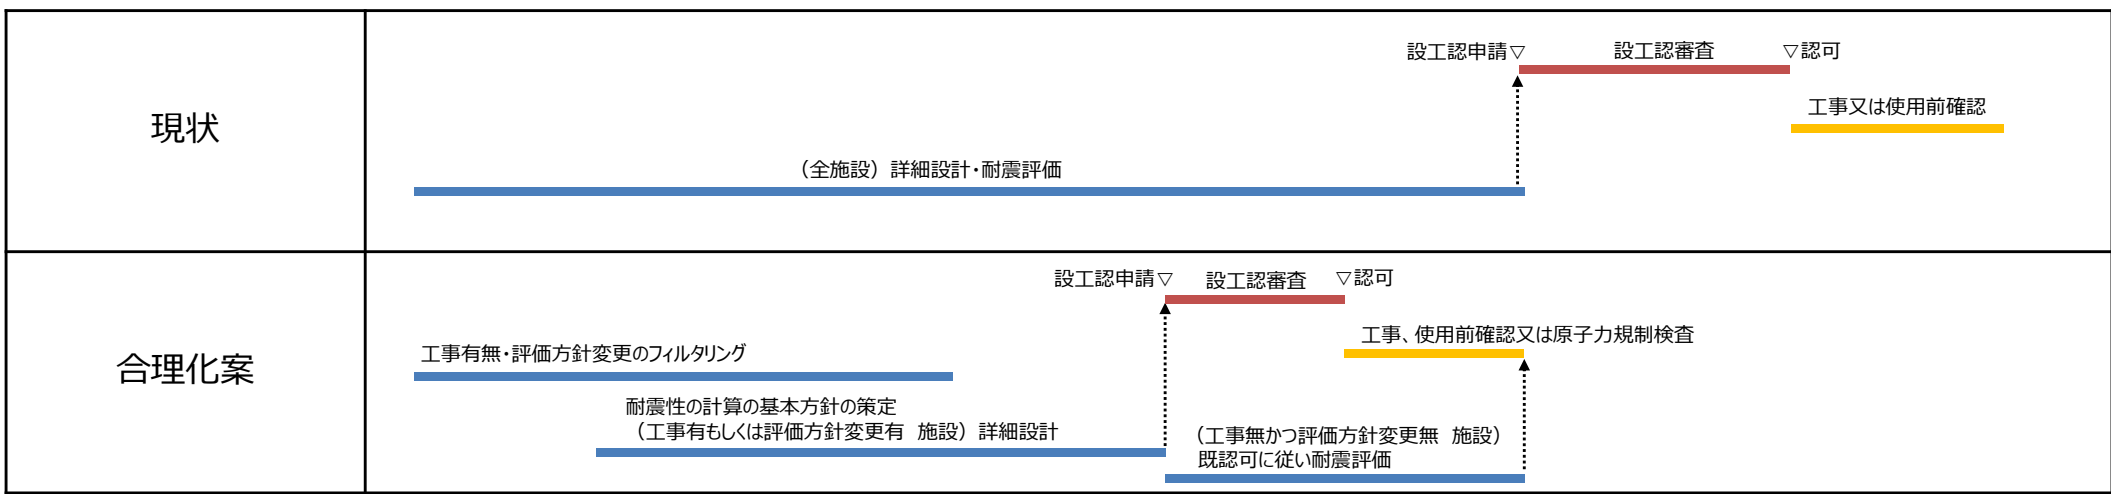 現状
設工認申請▽
設工認審査
▽認可
工事又は使用前確認
（全施設）詳細設計・耐震評価
合理化案
設工認申請▽
設工認審査
▽認可
工事、使用前確認又は原子力規制検査
工事有無・評価方針変更のフィルタリング
耐震性の計算の基本方針の策定
（工事有もしくは評価方針変更有　施設）詳細設計
（工事無かつ評価方針変更無　施設）
既認可に従い耐震評価